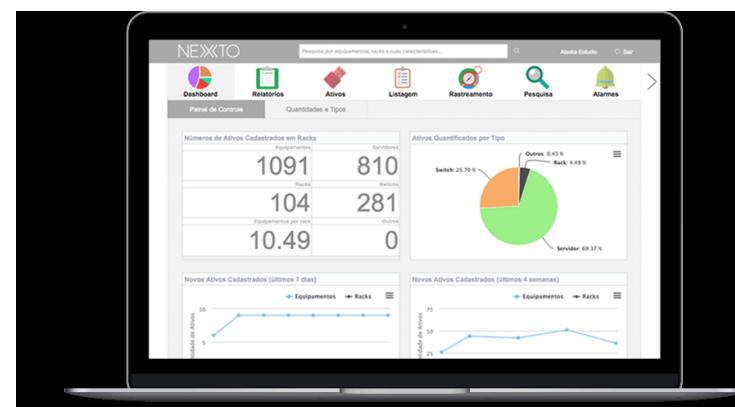 NEXXTO
Pesquise por equipamentos, racks e suas características...
Alaska Estudio
Sair
Dashboard
Relatórios
Ativos
Listagem
Rastreamento
Pesquisa
Alarmes
Painel de Controle
Quantidades e Tipos
Números de Ativos Cadastrados em Racks
Equipamentos
Servidores
1091
810
Racks
Switchs
104
281
Equipamentos por rack
Outros
10.49
0
Ativos Quantificados por Tipo
Outros: 0.43 %
Rack: 4.49 %
Switch: 25.70 %
Servidor: 69.37 %
Novos Ativos Cadastrados (últimos 7 dias)
Equipamentos
Racks
10
5
Novos Ativos Cadastrados (últimos 4 semanas)
Equipamentos
Racks
75
50
25